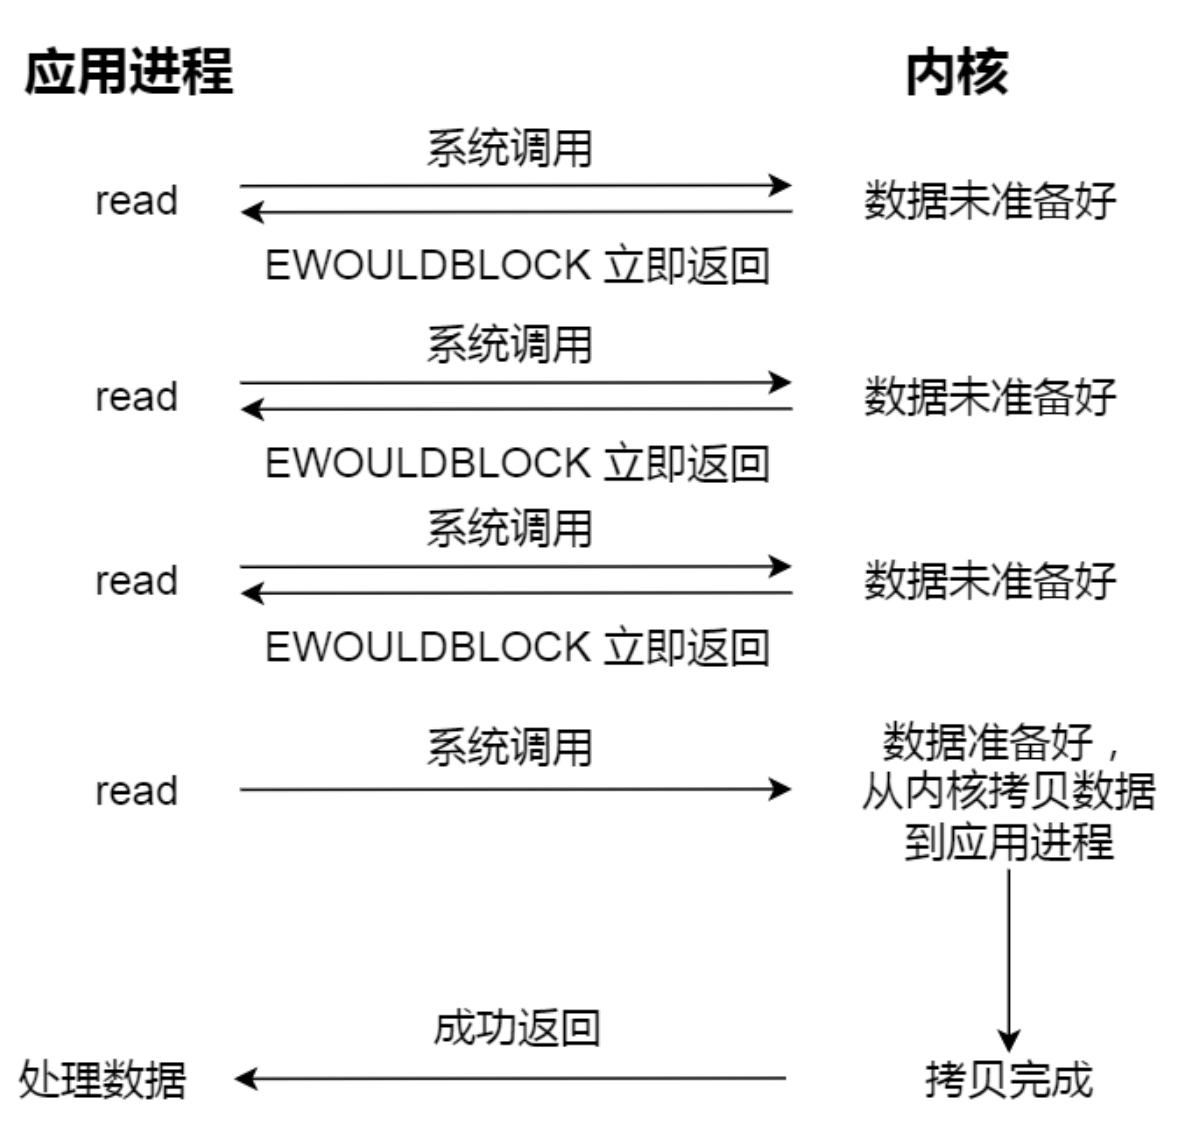 应用进程
内核
系统调用
read
数据未准备好
EWOULDBLOCK 立即返回
系统调用
read
数据未准备好
EWOULDBLOCK 立即返回
系统调用
read
数据未准备好
EWOULDBLOCK 立即返回
系统调用
read
数据准备好，
从内核拷贝数据
到应用进程
成功返回
处理数据
拷贝完成